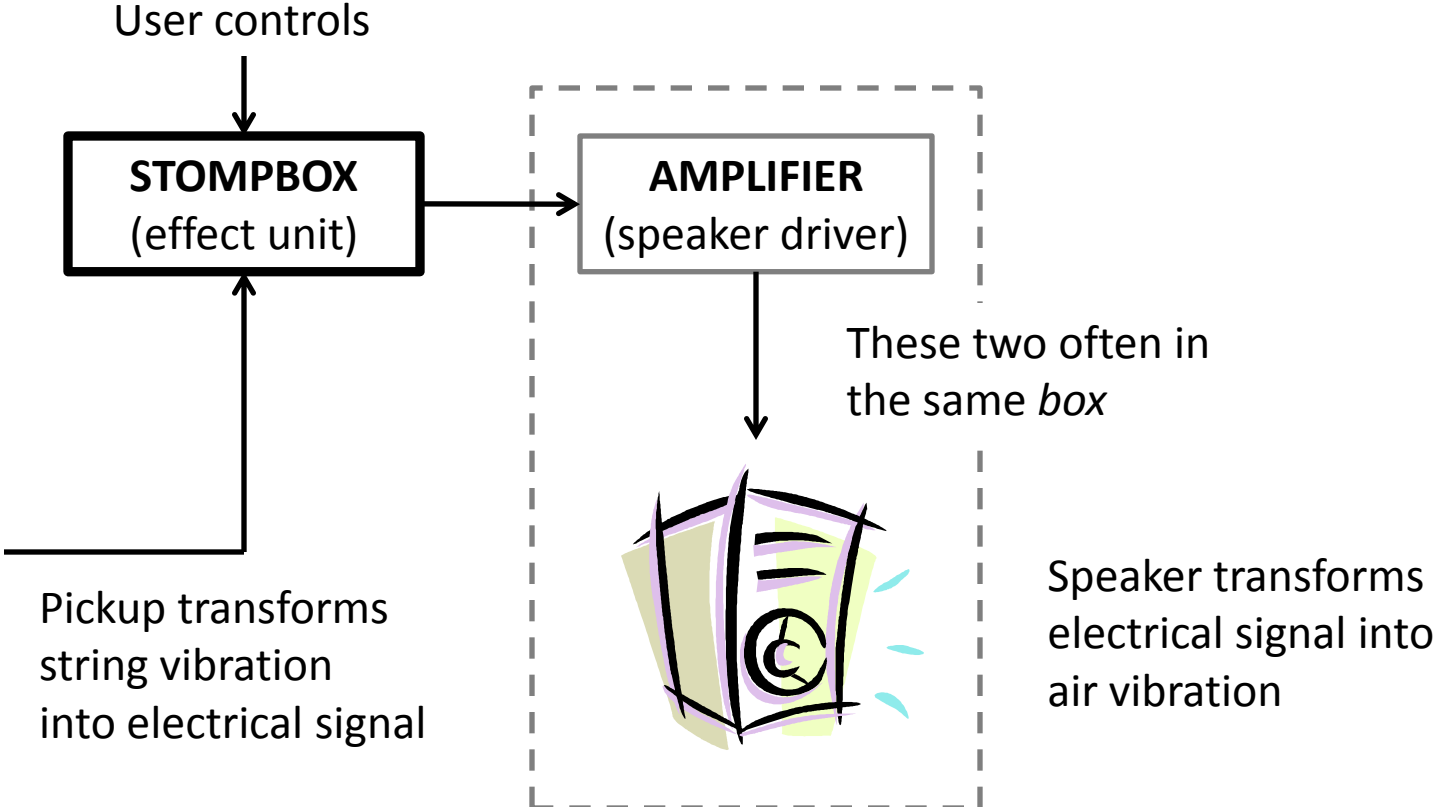 User controls
STOMPBOX
(effect unit)
AMPLIFIER
(speaker driver)
These two often in
the same box
Pickup transforms
string vibration
into electrical signal
Speaker transforms
electrical signal into
air vibration